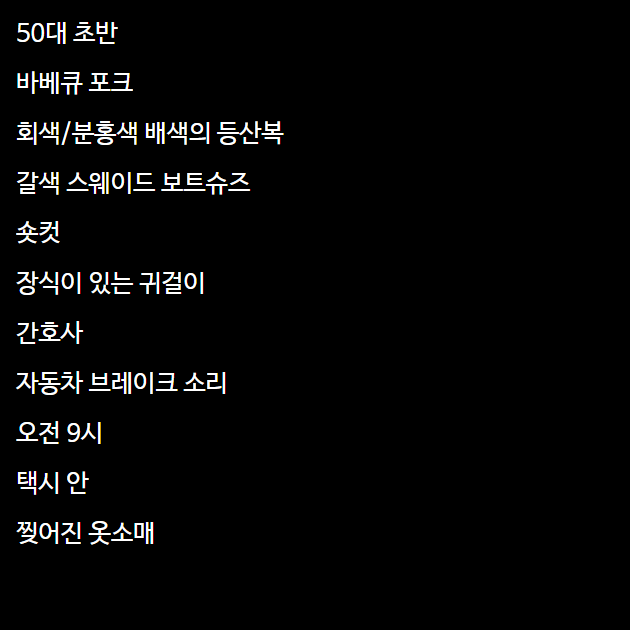 50대 초반
바베큐 포크
회색/분홍색 배색의 등산복
갈색 스웨이드 보트슈즈
숏컷
장식이 있는 귀걸이
간호사
자동차 브레이크 소리
오전 9시
택시 안
찢어진 옷소매